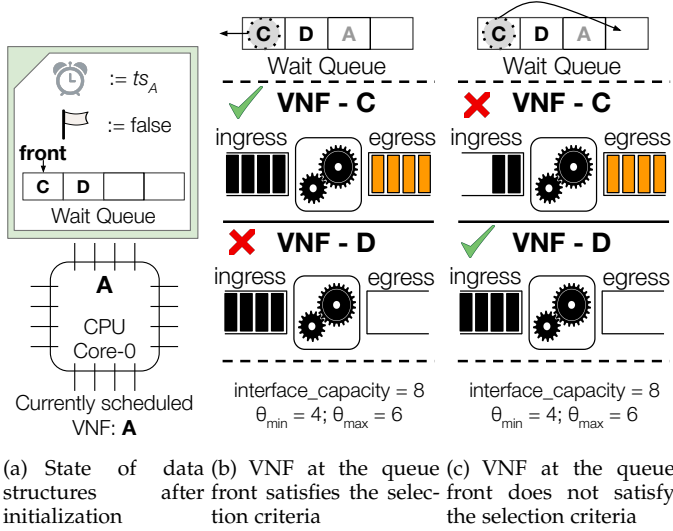 := ts_A
:= false
front
C D
Wait Queue
A
CPU
Core-0
Currently scheduled
VNF: A
(a) State of data
structures after
initialization
C D A
Wait Queue
VNF - C
ingress egress
VNF - D
ingress egress
interface_capacity = 8
θ_min = 4; θ_max = 6
(b) VNF at the queue
front satisfies the selec-
tion criteria
C D A
Wait Queue
VNF - C
ingress egress
VNF - D
ingress egress
interface_capacity = 8
θ_min = 4; θ_max = 6
(c) VNF at the queue
front does not satisfy
the selection criteria